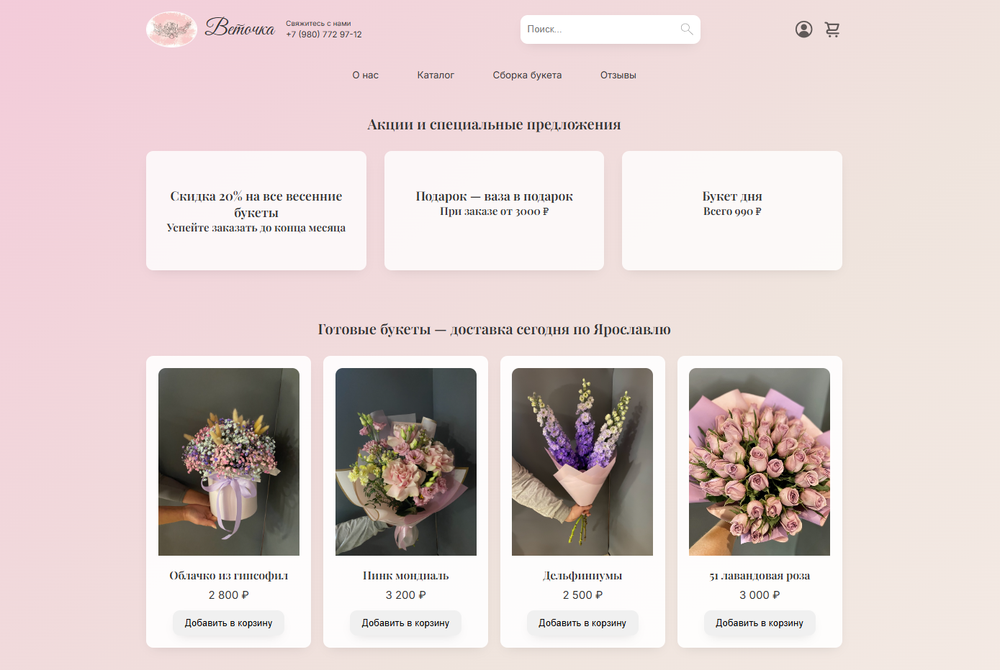 Веточка
Свяжитесь с нами
+7 (980) 772 97-12
Поиск...
О нас
Каталог
Сборка букета
Отзывы
Акции и специальные предложения
Скидка 20% на все весенние
букеты
Успейте заказать до конца месяца
Подарок — ваза в подарок
При заказе от 3000 ₽
Букет дня
Всего 990 ₽
Готовые букеты — доставка сегодня по Ярославлю
Облачко из гипсофил
2 800 ₽
Добавить в корзину
Пинк мондиаль
3 200 ₽
Добавить в корзину
Дельфиниумы
2 500 ₽
Добавить в корзину
51 лавандовая роза
3 000 ₽
Добавить в корзину